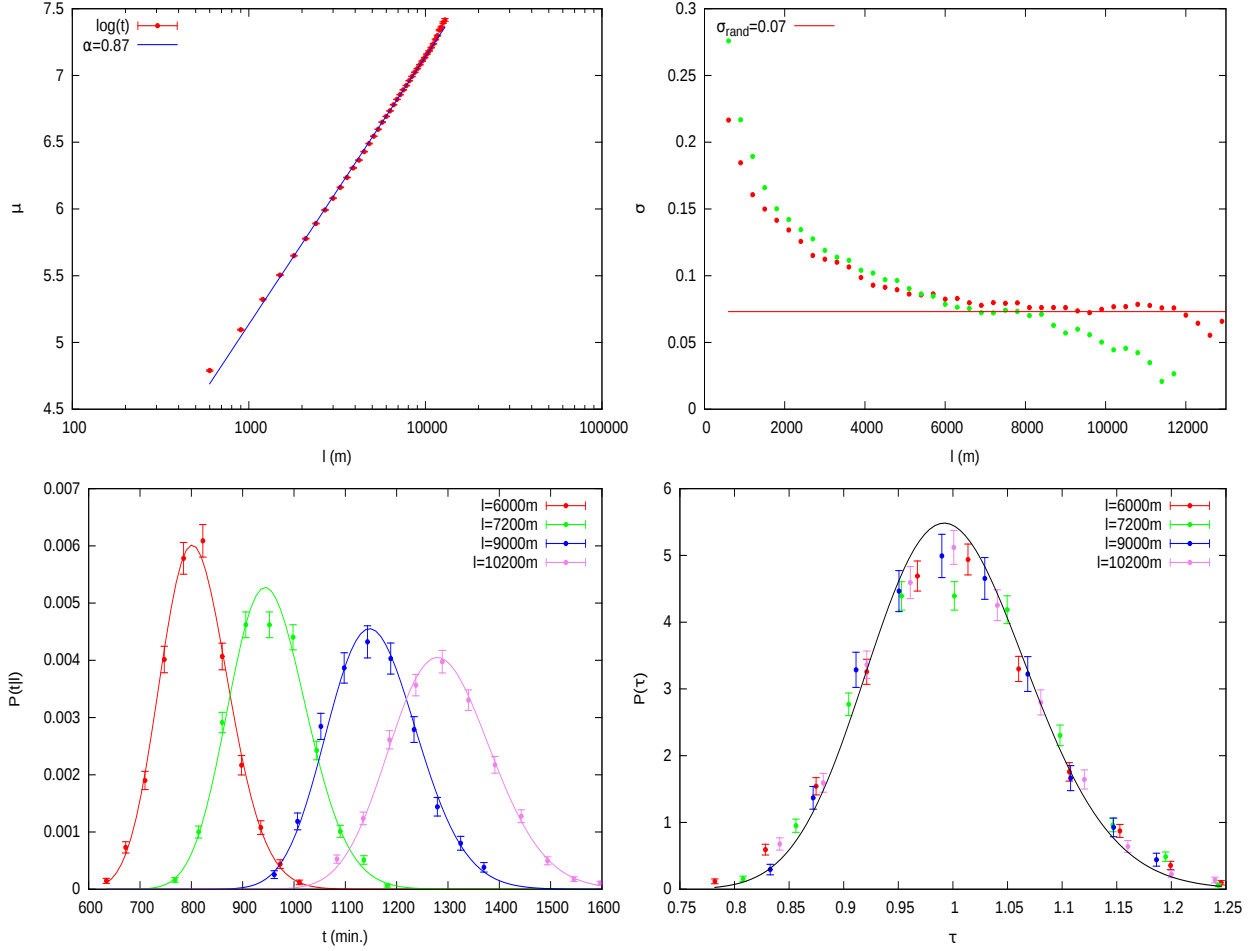 log(t)
α=0.87
7.5
7
6.5
6
5.5
5
4.5
μ
100
1000
10000
100000
l (m)
σrand=0.07
0.3
0.25
0.2
0.15
0.1
0.05
0
σ
0 2000 4000 6000 8000 10000 12000
l (m)
l=6000m
l=7200m
l=9000m
l=10200m
0.007
0.006
0.005
0.004
0.003
0.002
0.001
0
P(t|l)
600 700 800 900 1000 1100 1200 1300 1400 1500 1600
t (min.)
l=6000m
l=7200m
l=9000m
l=10200m
6
5
4
3
2
1
0
P(τ)
0.75 0.8 0.85 0.9 0.95 1 1.05 1.1 1.15 1.2 1.25
τ